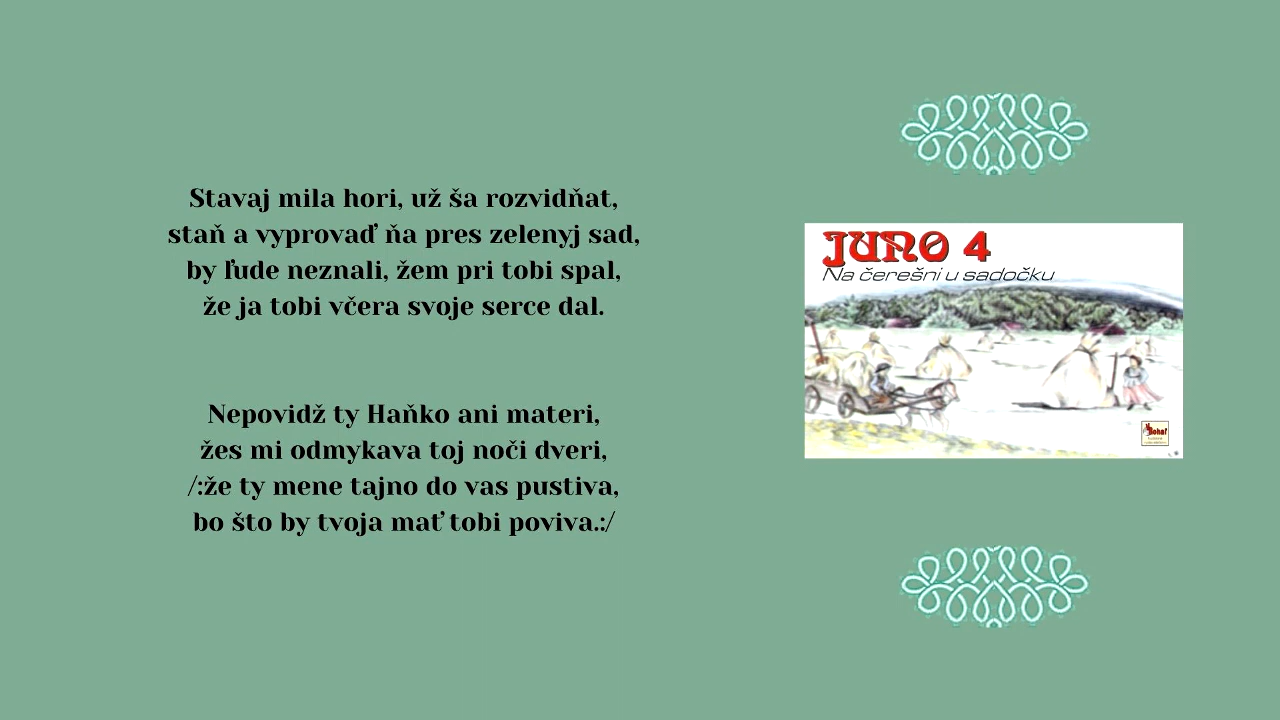 Stavaj mila hori, už ša rozvidňat,
staň a vyprovaď ňa pres zelenyj sad,
by ľude neznali, žem pri tobi spal,
že ja tobi včera svoje serce dal.
Nepovidž ty Haňko ani materi,
žes mi odmykava toj noči dveri,
/:že ty mene tajno do vas pustiva,
bo što by tvoja mať tobi poviva.:/
JUNO 4
Na čerešni u sadočku